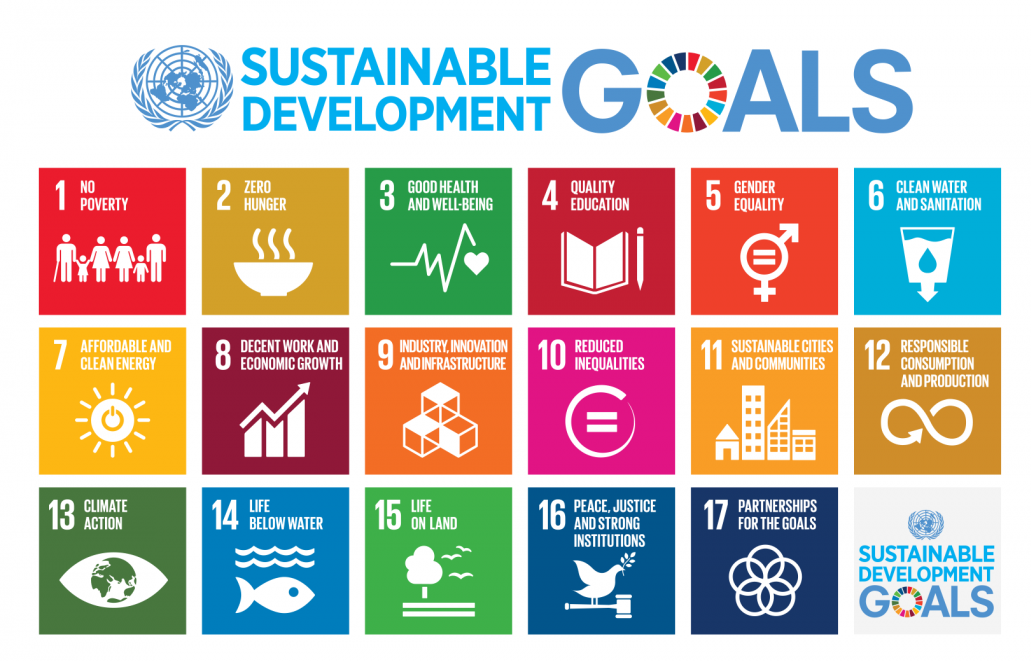 SUSTAINABLE
DEVELOPMENT
GOALS
1 NO
POVERTY
2 ZERO
HUNGER
3 GOOD HEALTH
AND WELL-BEING
4 QUALITY
EDUCATION
5 GENDER
EQUALITY
6 CLEAN WATER
AND SANITATION
7 AFFORDABLE AND
CLEAN ENERGY
8 DECENT WORK AND
ECONOMIC GROWTH
9 INDUSTRY, INNOVATION
AND INFRASTRUCTURE
10 REDUCED
INEQUALITIES
11 SUSTAINABLE CITIES
AND COMMUNITIES
12 RESPONSIBLE
CONSUMPTION
AND PRODUCTION
13 CLIMATE
ACTION
14 LIFE
BELOW WATER
15 LIFE
ON LAND
16 PEACE, JUSTICE
AND STRONG
INSTITUTIONS
17 PARTNERSHIPS
FOR THE GOALS
SUSTAINABLE
DEVELOPMENT
GOALS